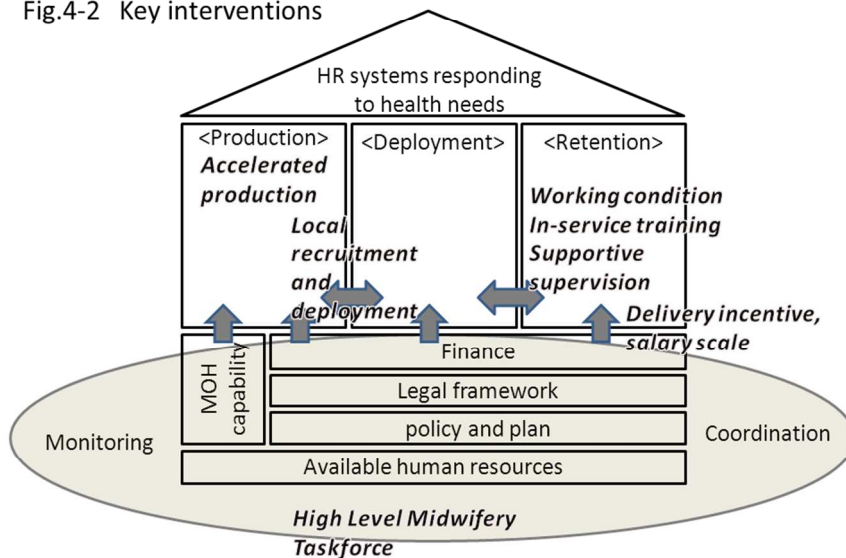 Fig.4-2 Key interventions
HR systems responding
to health needs
<Production>
Accelerated
production
Local
recruitment
and
deployment
<Deployment>
<Retention>
Working condition
In-service training
Supportive
supervision
Delivery incentive,
salary scale
MOH
capability
Finance
Legal framework
policy and plan
Available human resources
Monitoring
Coordination
High Level Midwifery
Taskforce